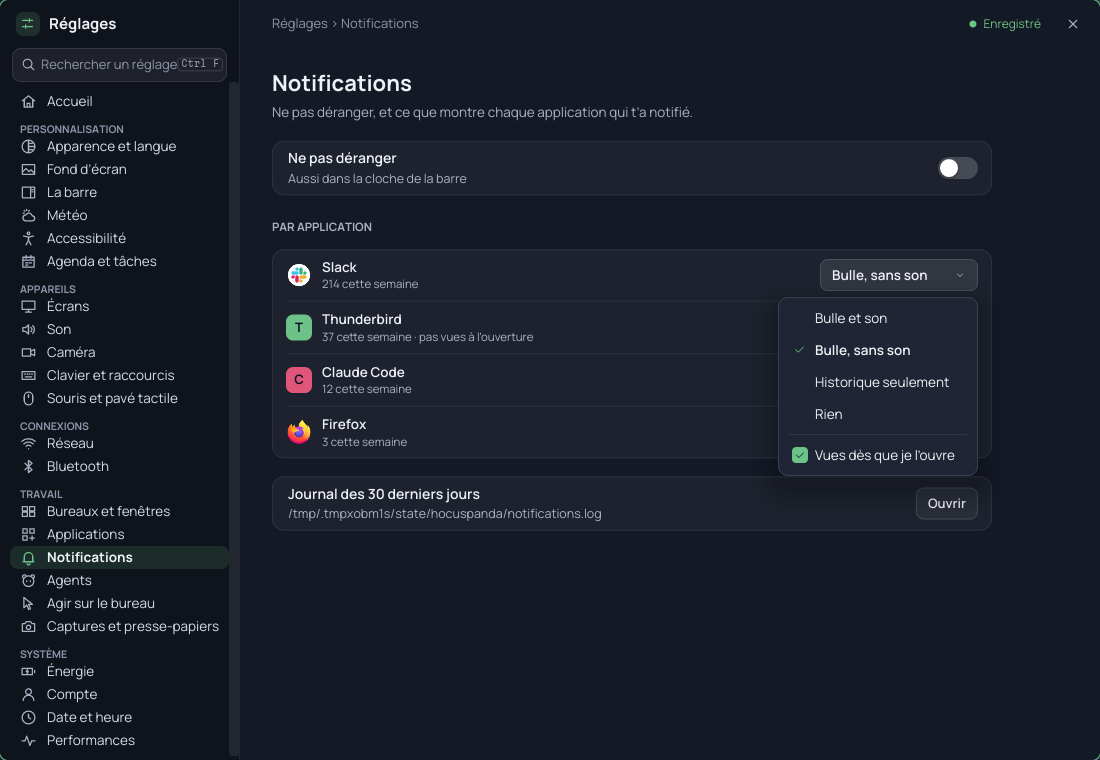 Réglages
Rechercher un réglage Ctrl F
Accueil
PERSONNALISATION
Apparence et langue
Fond d'écran
La barre
Météo
Accessibilité
Agenda et tâches
APPAREILS
Écrans
Son
Caméra
Clavier et raccourcis
Souris et pavé tactile
CONNEXIONS
Réseau
Bluetooth
TRAVAIL
Bureaux et fenêtres
Applications
Notifications
Agents
Agir sur le bureau
Captures et presse-papiers
SYSTÈME
Énergie
Compte
Date et heure
Performances
Réglages › Notifications
Enregistré
Notifications
Ne pas déranger, et ce que montre chaque application qui t'a notifié.
Ne pas déranger
Aussi dans la cloche de la barre
PAR APPLICATION
Slack
214 cette semaine
Bulle, sans son
T
Thunderbird
37 cette semaine · pas vues à l'ouverture
C
Claude Code
12 cette semaine
Firefox
3 cette semaine
Bulle et son
Bulle, sans son
Historique seulement
Rien
Vues dès que je l'ouvre
Journal des 30 derniers jours
/tmp/.tmpxobm1s/state/hocuspanda/notifications.log
Ouvrir